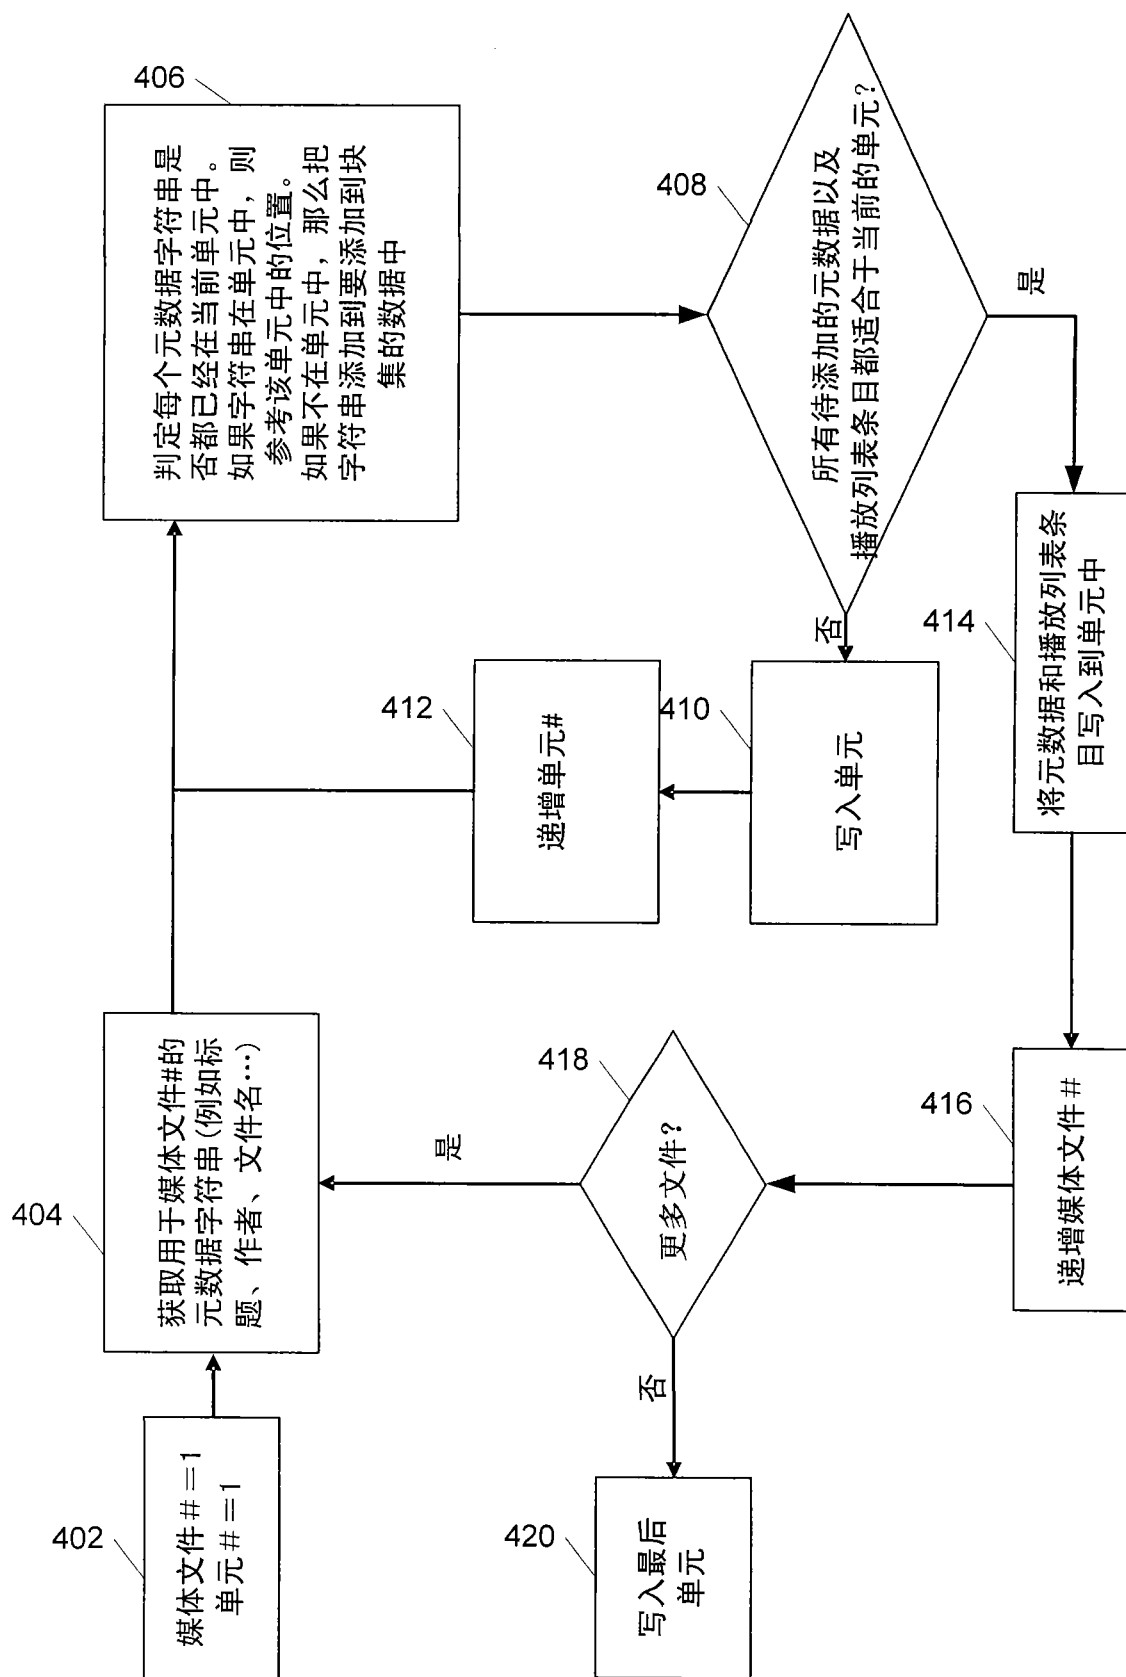 402
媒体文件#=1
单元#=1
404
获取用于媒体文件#的
元数据字符串(例如标
题、作者、文件名…)
406
判定每个元数据字符串是
否都已经在当前单元中。
如果字符串在单元中，则
参考该单元中的位置。
如果不在单元中，那么把
字符串添加到要添加到块
集的数据中
408
所有待添加的元数据以及
播放列表条目都适合于当前的单元?
否
是
410
写入单元
412
递增单元#
414
将元数据和播放列表条
目写入到单元中
416
递增媒体文件#
418
更多文件?
是
否
420
写入最后
单元